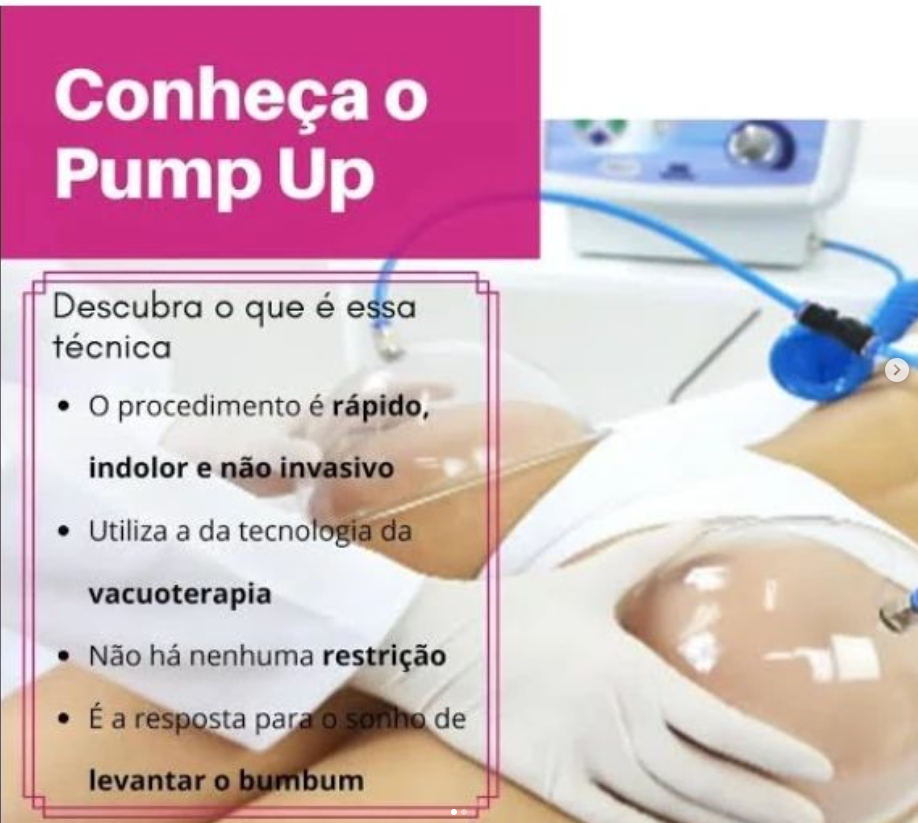 Conheça o
Pump Up
Descubra o que é essa
técnica
• O procedimento é rápido,
indolor e não invasivo
• Utiliza a da tecnologia da
vacuoterapia
• Não há nenhuma restrição
• É a resposta para o sonho de
levantar o bumbum